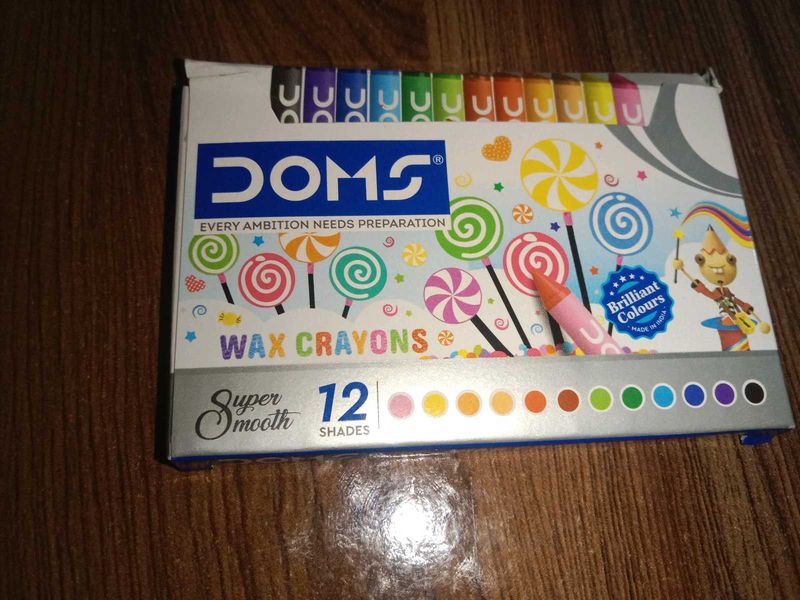 DOMS®
EVERY AMBITION NEEDS PREPARATION
WAX CRAYONS
Brilliant
Colours
MADE IN INDIA
Super
Smooth
12
SHADES